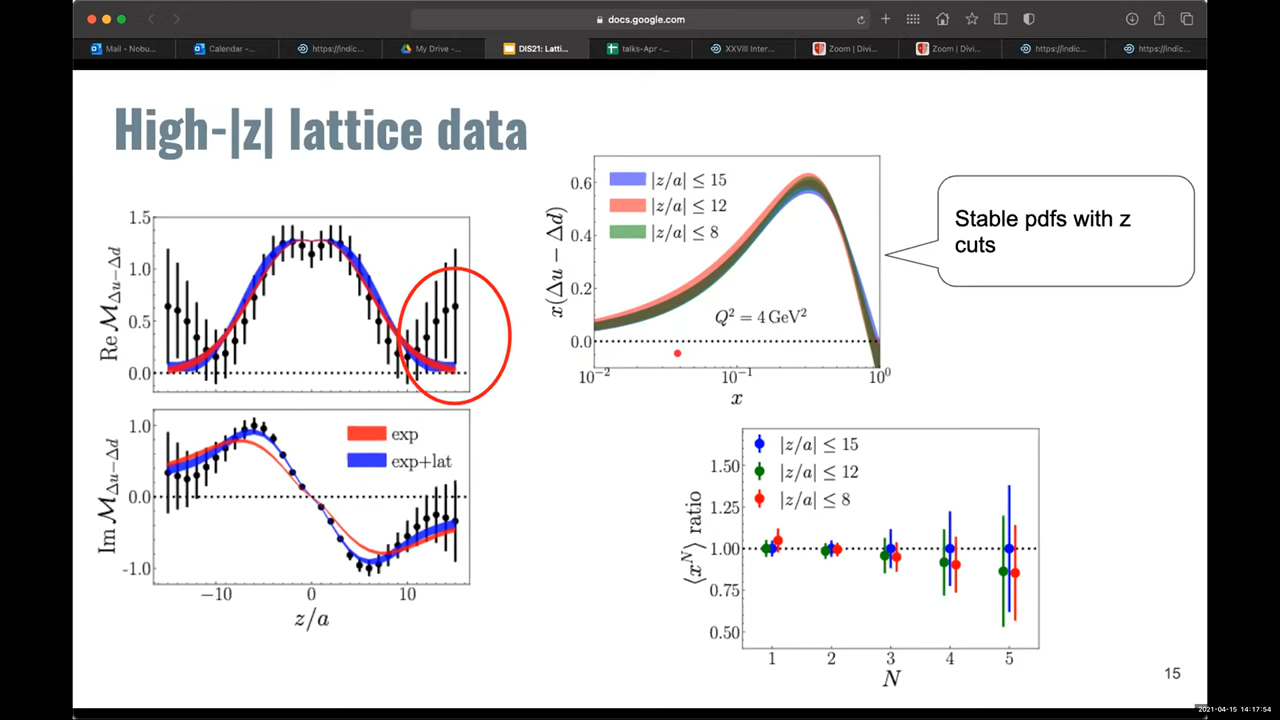 docs.google.com
Mail - Nobu...
Calendar -...
https://indic...
My Drive -...
DIS21: Latti...
talks-Apr -...
XXVIII Inter...
Zoom | Divi...
Zoom | Divi...
https://indic...
https://indic...
High-|z| lattice data
Re M_{Δu−Δd}
1.5
1.0
0.5
0.0
Im M_{Δu−Δd}
1.0
0.0
-1.0
exp
exp+lat
−10
0
10
z/a
x(Δu − Δd)
0.6
0.4
0.2
0.0
|z/a| ≤ 15
|z/a| ≤ 12
|z/a| ≤ 8
Q² = 4 GeV²
10⁻²
10⁻¹
10⁰
x
Stable pdfs with z
cuts
⟨x^N⟩ ratio
1.50
1.25
1.00
0.75
0.50
|z/a| ≤ 15
|z/a| ≤ 12
|z/a| ≤ 8
1
2
3
4
5
N
15
2021-04-15 14:17:54